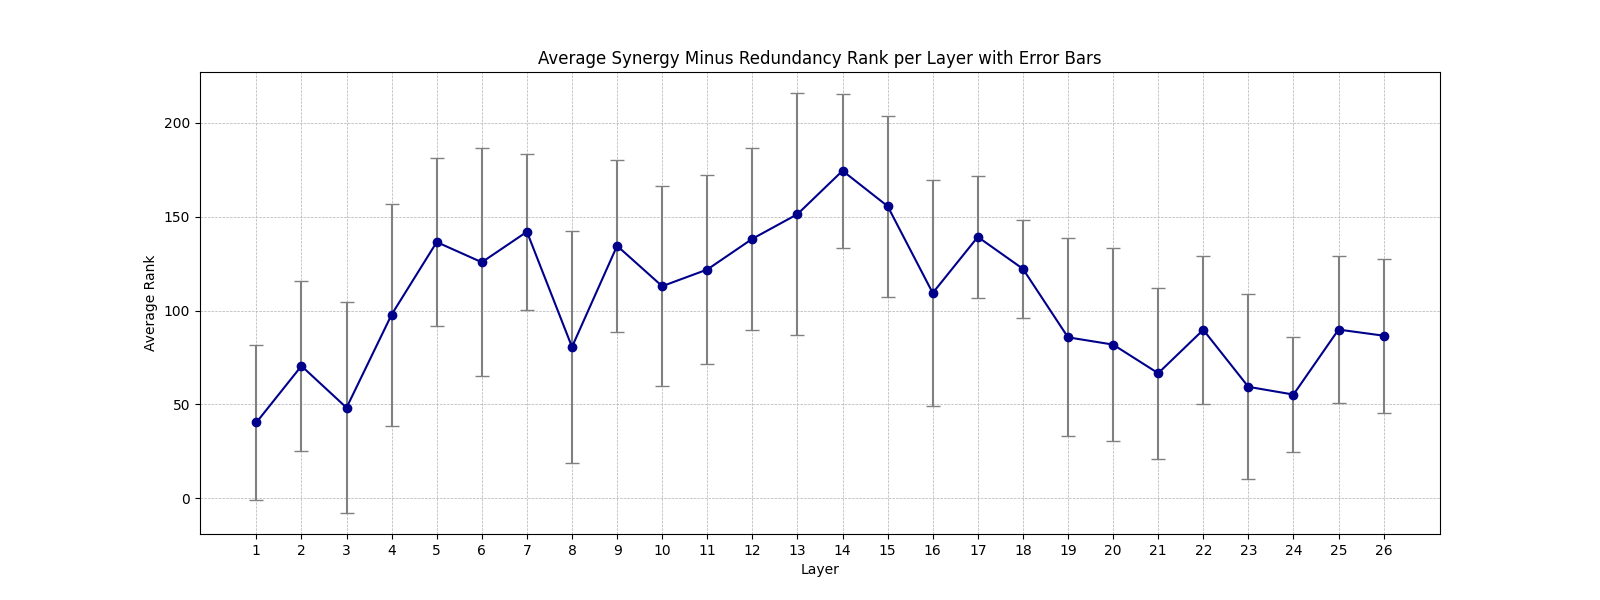 Average Synergy Minus Redundancy Rank per Layer with Error Bars
Average Rank
200
150
100
50
0
1 2 3 4 5 6 7 8 9 10 11 12 13 14 15 16 17 18 19 20 21 22 23 24 25 26
Layer